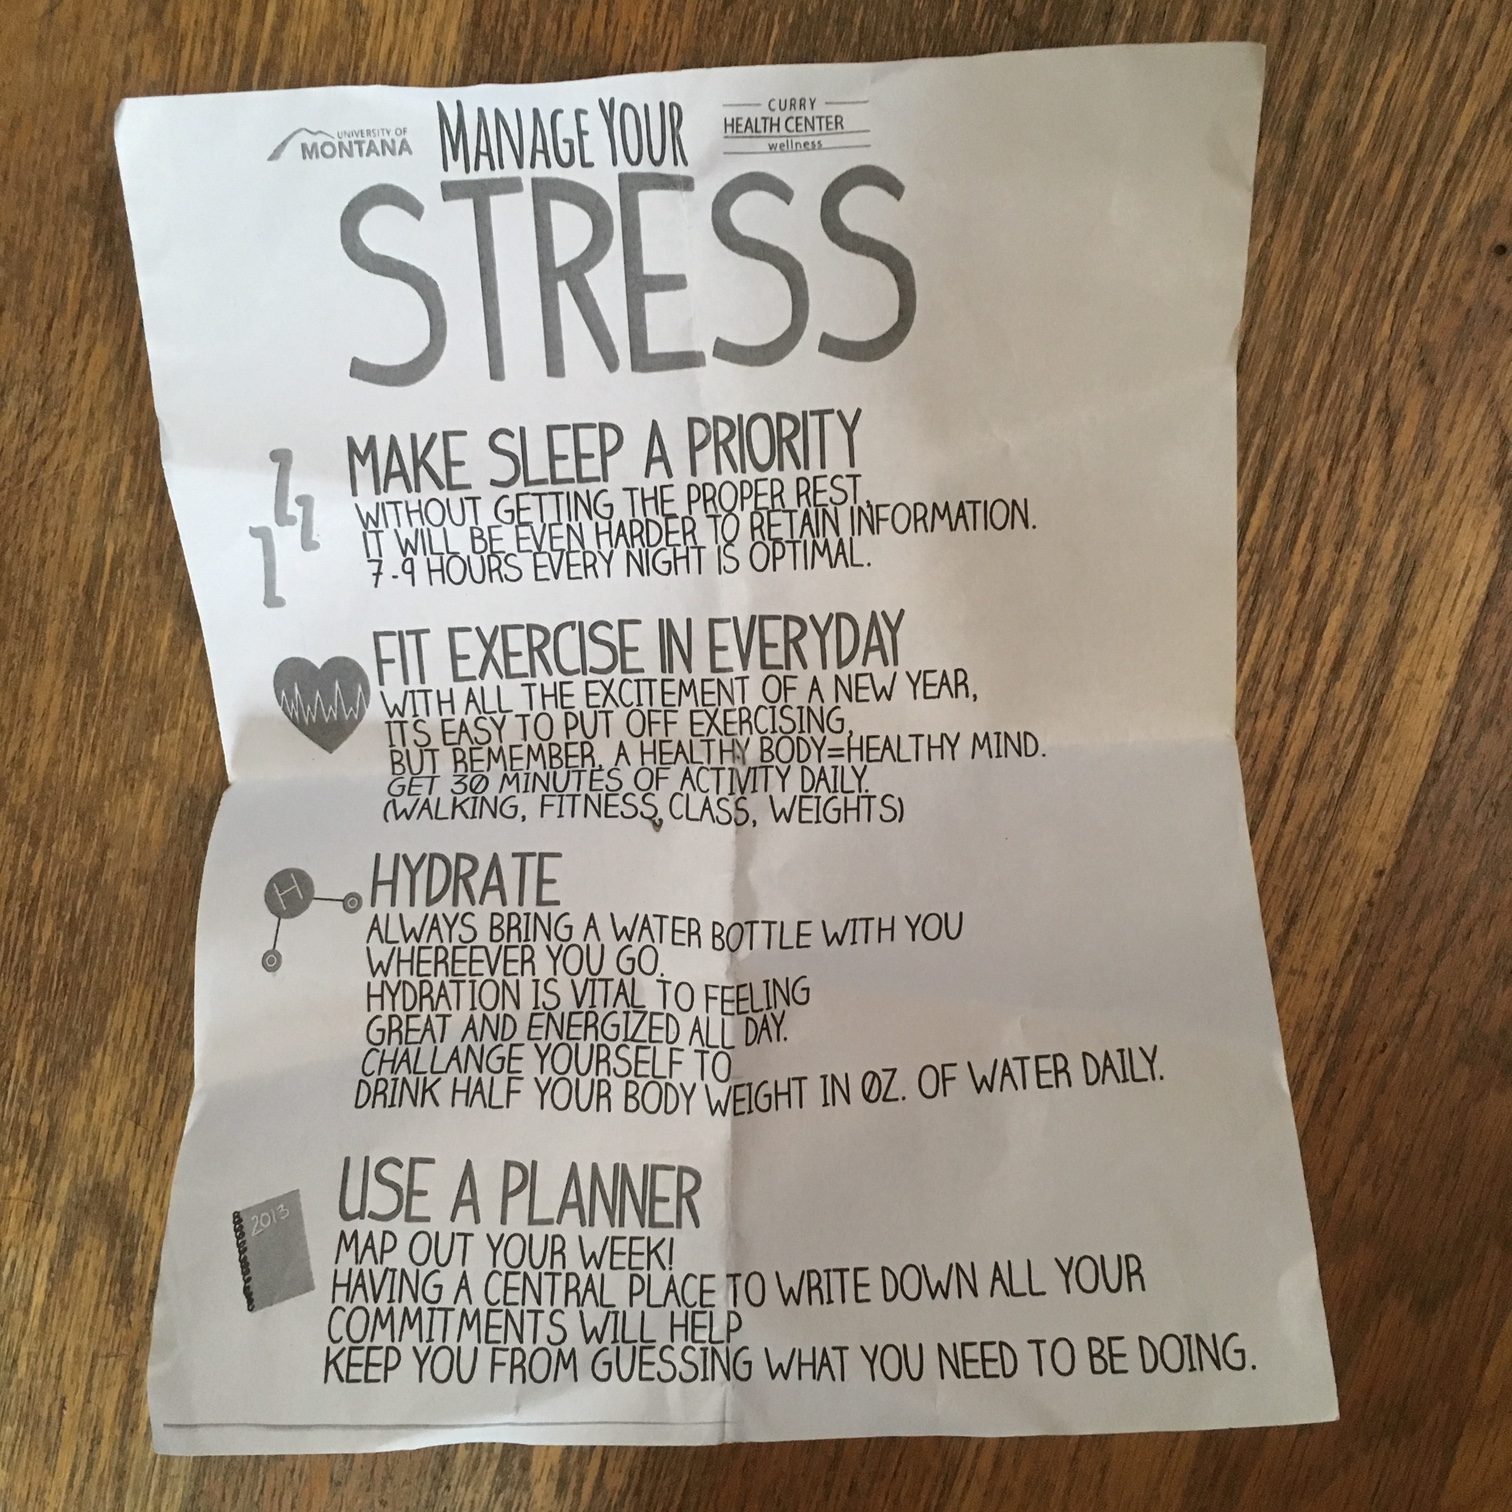 UNIVERSITY OF
MONTANA
MANAGE YOUR
STRESS
CURRY
HEALTH CENTER
wellness
MAKE SLEEP A PRIORITY
WITHOUT GETTING THE PROPER REST,
IT WILL BE EVEN HARDER TO RETAIN INFORMATION.
7-9 HOURS EVERY NIGHT IS OPTIMAL.
FIT EXERCISE IN EVERYDAY
WITH ALL THE EXCITEMENT OF A NEW YEAR,
ITS EASY TO PUT OFF EXERCISING,
BUT REMEMBER, A HEALTHY BODY=HEALTHY MIND.
GET 30 MINUTES OF ACTIVITY DAILY.
(WALKING, FITNESS, CLASS, WEIGHTS)
H
O
O
HYDRATE
ALWAYS BRING A WATER BOTTLE WITH YOU
WHEREEVER YOU GO.
HYDRATION IS VITAL TO FEELING
GREAT AND ENERGIZED ALL DAY.
CHALLANGE YOURSELF TO
DRINK HALF YOUR BODY WEIGHT IN OZ. OF WATER DAILY.
2013
USE A PLANNER
MAP OUT YOUR WEEK!
HAVING A CENTRAL PLACE TO WRITE DOWN ALL YOUR
COMMITMENTS WILL HELP
KEEP YOU FROM GUESSING WHAT YOU NEED TO BE DOING.